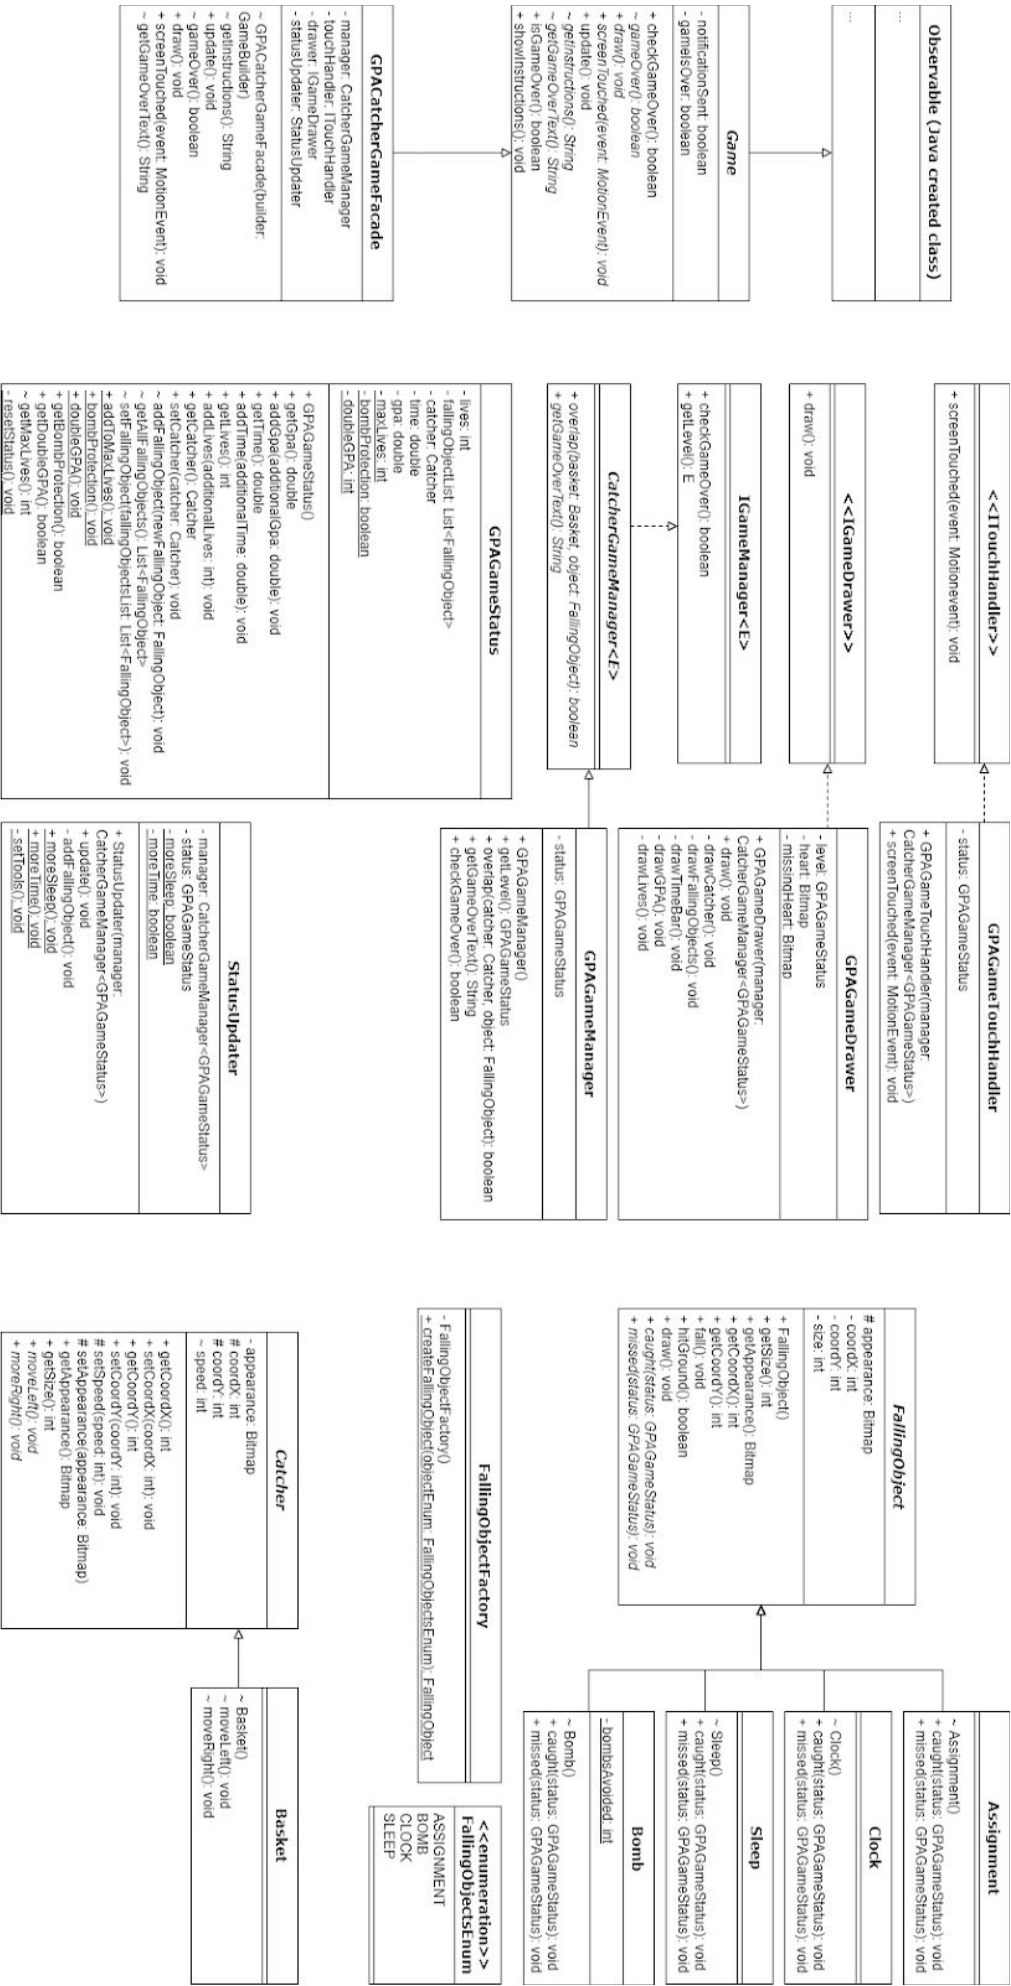 Observable (Java created class)
...
...
Game
- notificationSent: boolean
- gameIsOver: boolean
+ checkGameOver(): boolean
~ gameOver(): boolean
+ draw(): void
+ screenTouched(event: MotionEvent): void
+ update(): void
~ getInstructions(): String
~ getGameOverText(): String
+ isGameOver(): boolean
+ showInstructions(): void
GPACatcherGameFacade
- manager: CatcherGameManager
- touchHandler: ITouchHandler
- drawer: IGameDrawer
- statusUpdater: StatusUpdater
~ GPACatcherGameFacade(builder:
GameBuilder)
~ getInstructions(): String
+ update(): void
~ gameOver(): boolean
+ draw(): void
+ screenTouched(event: MotionEvent): void
~ getGameOverText(): String
<<ITouchHandler>>
+ screenTouched(event: Motionevent): void
<<IGameDrawer>>
+ draw(): void
IGameManager<E>
+ checkGameOver(): boolean
+ getLevel(): E
CatcherGameManager<E>
+ overlap(basket: Basket, object: FallingObject): boolean
+ getGameOverText(): String
GPAGameStatus
- lives: int
- fallingObjectList: List<FallingObject>
- catcher: Catcher
- time: double
- gpa: double
- maxLives: int
- bombProtection: boolean
- doubleGPA: int
+ GPAGameStatus()
+ getGpa(): double
+ addGpa(additionalGpa: double): void
+ getTime(): double
+ addTime(additionalTime: double): void
+ getLives(): int
+ addLives(additionalLives: int): void
+ getCatcher(): Catcher
+ setCatcher(catcher: Catcher): void
~ addFallingObject(newFallingObject: FallingObject): void
~ getAllFallingObjects(): List<FallingObject>
~ setFallingObject(fallingObjectsList: List<FallingObject>): void
+ addToMaxLives(): void
+ bombProtection(): void
+ doubleGPA(): void
+ getBombProtection(): boolean
+ getDoubleGPA(): boolean
~ getMaxLives(): int
- resetStatus(): void
GPAGameTouchHandler
- status: GPAGameStatus
+ GPAGameTouchHandler(manager:
CatcherGameManager<GPAGameStatus>)
+ screenTouched(event: MotionEvent): void
GPAGameDrawer
- level: GPAGameStatus
- heart: Bitmap
- missingHeart: Bitmap
+ GPAGameDrawer(manager:
CatcherGameManager<GPAGameStatus>)
+ draw(): void
- drawCatcher(): void
- drawFallingObjects(): void
- drawTimeBar(): void
- drawGPA(): void
- drawLives(): void
GPAGameManager
- status: GPAGameStatus
+ GPAGameManager()
+ getLevel(): GPAGameStatus
+ overlap(catcher: Catcher, object: FallingObject): boolean
+ getGameOverText(): String
+ checkGameOver(): boolean
StatusUpdater
- manager: CatcherGameManager<GPAGameStatus>
- status: GPAGameStatus
- moreSleep: boolean
- moreTime: boolean
+ StatusUpdater(manager:
CatcherGameManager<GPAGameStatus>)
+ update(): void
- addFallingObject(): void
+ moreSleep(): void
+ moreTime(): void
- setTools(): void
FallingObject
# appearance: Bitmap
- coordX: int
- coordY: int
- size: int
+ FallingObject()
+ getSize(): int
+ getAppearance(): Bitmap
+ getCoordX(): int
+ getCoordY(): int
+ fall(): void
+ hitGround(): boolean
+ draw(): void
+ caught(status: GPAGameStatus): void
+ missed(status: GPAGameStatus): void
FallingObjectFactory
- FallingObjectFactory()
+ createFallingObject(objectEnum: FallingObjectsEnum): FallingObject
Catcher
- appearance: Bitmap
# coordX: int
# coordY: int
~ speed: int
+ getCoordX(): int
+ setCoordX(coordX: int): void
+ getCoordY(): int
+ setCoordY(coordY: int): void
# setSpeed(speed: int): void
# setAppearance(appearance: Bitmap)
+ getAppearance(): Bitmap
+ getSize(): int
+ moveLeft(): void
+ moreRight(): void
Assignment
~ Assignment()
+ caught(status: GPAGameStatus): void
+ missed(status: GPAGameStatus): void
Clock
~ Clock()
+ caught(status: GPAGameStatus): void
+ missed(status: GPAGameStatus): void
Sleep
~ Sleep()
+ caught(status: GPAGameStatus): void
+ missed(status: GPAGameStatus): void
Bomb
- bombsAvoided: int
~ Bomb()
+ caught(status: GPAGameStatus): void
+ missed(status: GPAGameStatus): void
<<enumeration>>
FallingObjectsEnum
ASSIGNMENT
BOMB
CLOCK
SLEEP
Basket
~ Basket()
~ moveLeft(): void
~ moveRight(): void